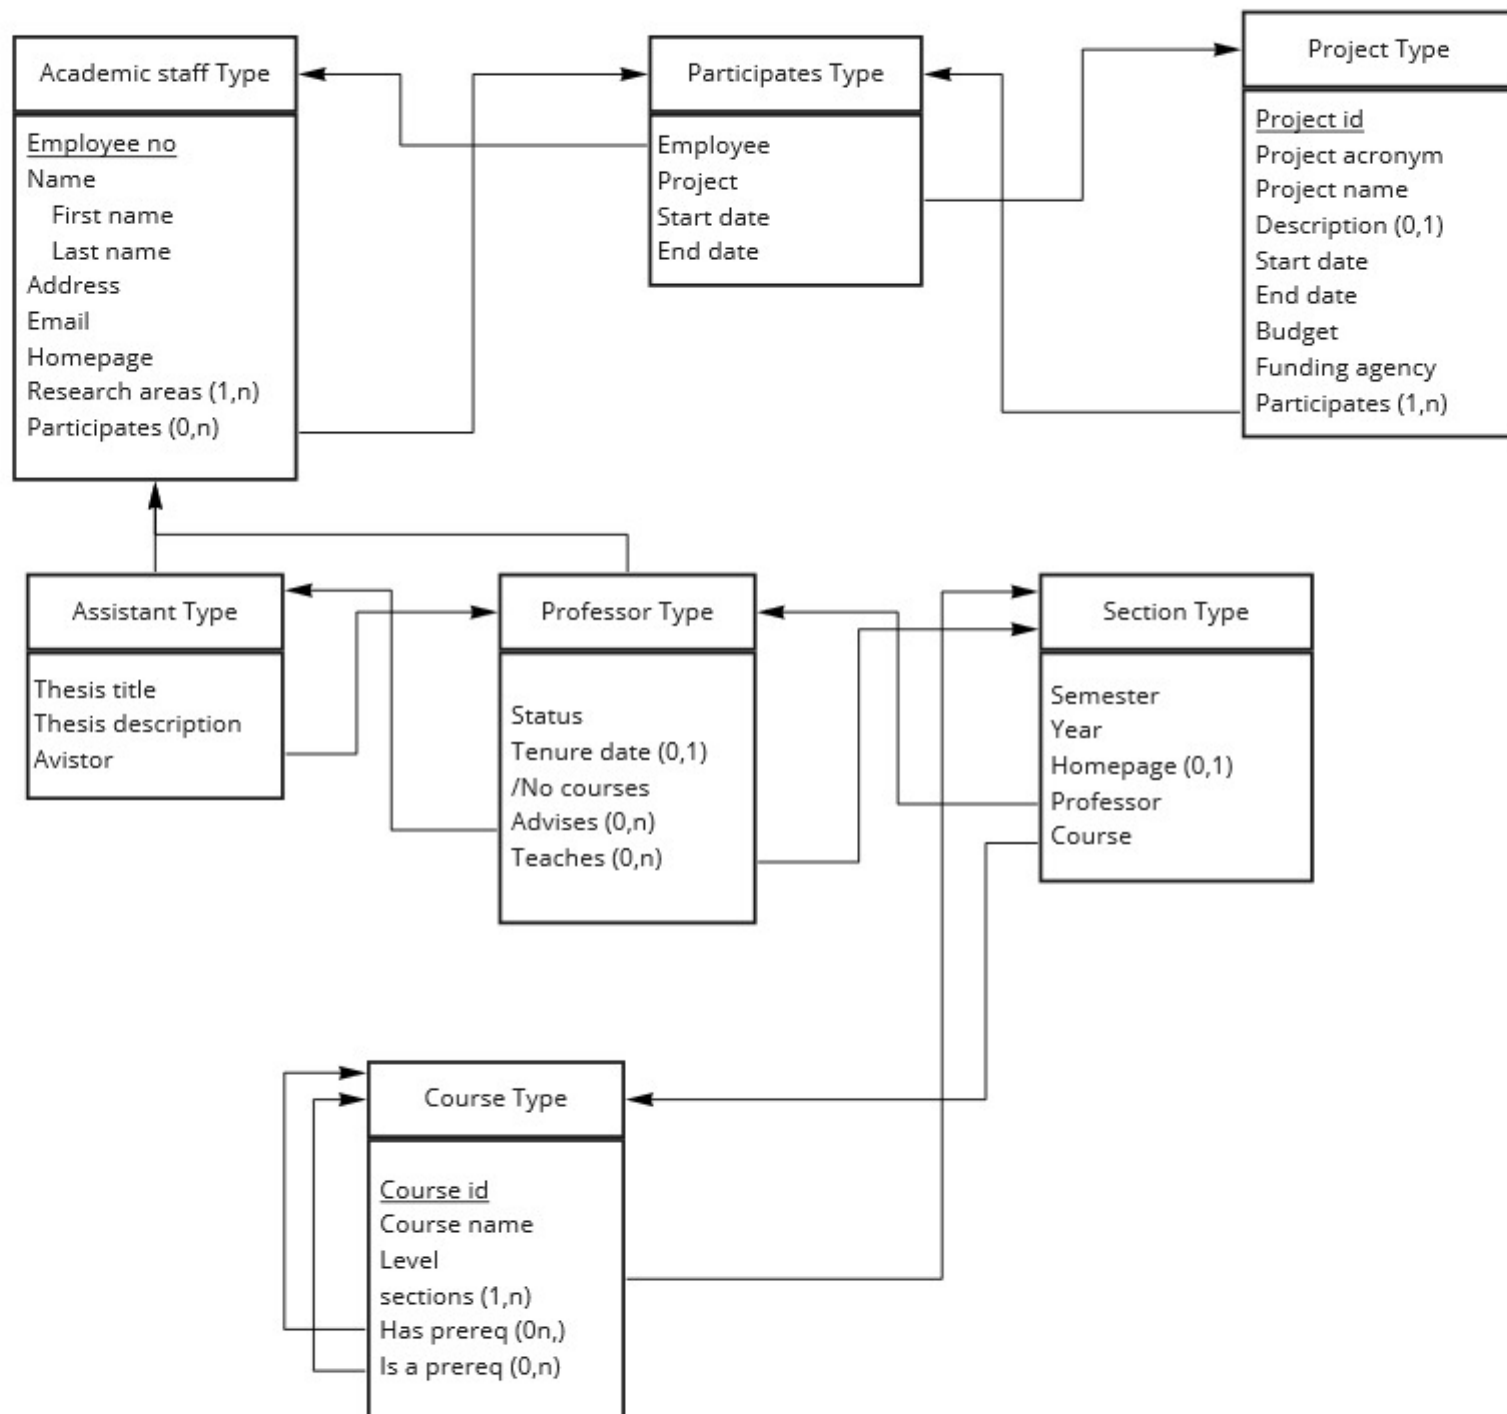 Academic staff Type
Employee no
Name
First name
Last name
Address
Email
Homepage
Research areas (1,n)
Participates (0,n)
Participates Type
Employee
Project
Start date
End date
Project Type
Project id
Project acronym
Project name
Description (0,1)
Start date
End date
Budget
Funding agency
Participates (1,n)
Assistant Type
Thesis title
Thesis description
Avistor
Professor Type
Status
Tenure date (0,1)
/No courses
Advises (0,n)
Teaches (0,n)
Section Type
Semester
Year
Homepage (0,1)
Professor
Course
Course Type
Course id
Course name
Level
sections (1,n)
Has prereq (0n,)
Is a prereq (0,n)